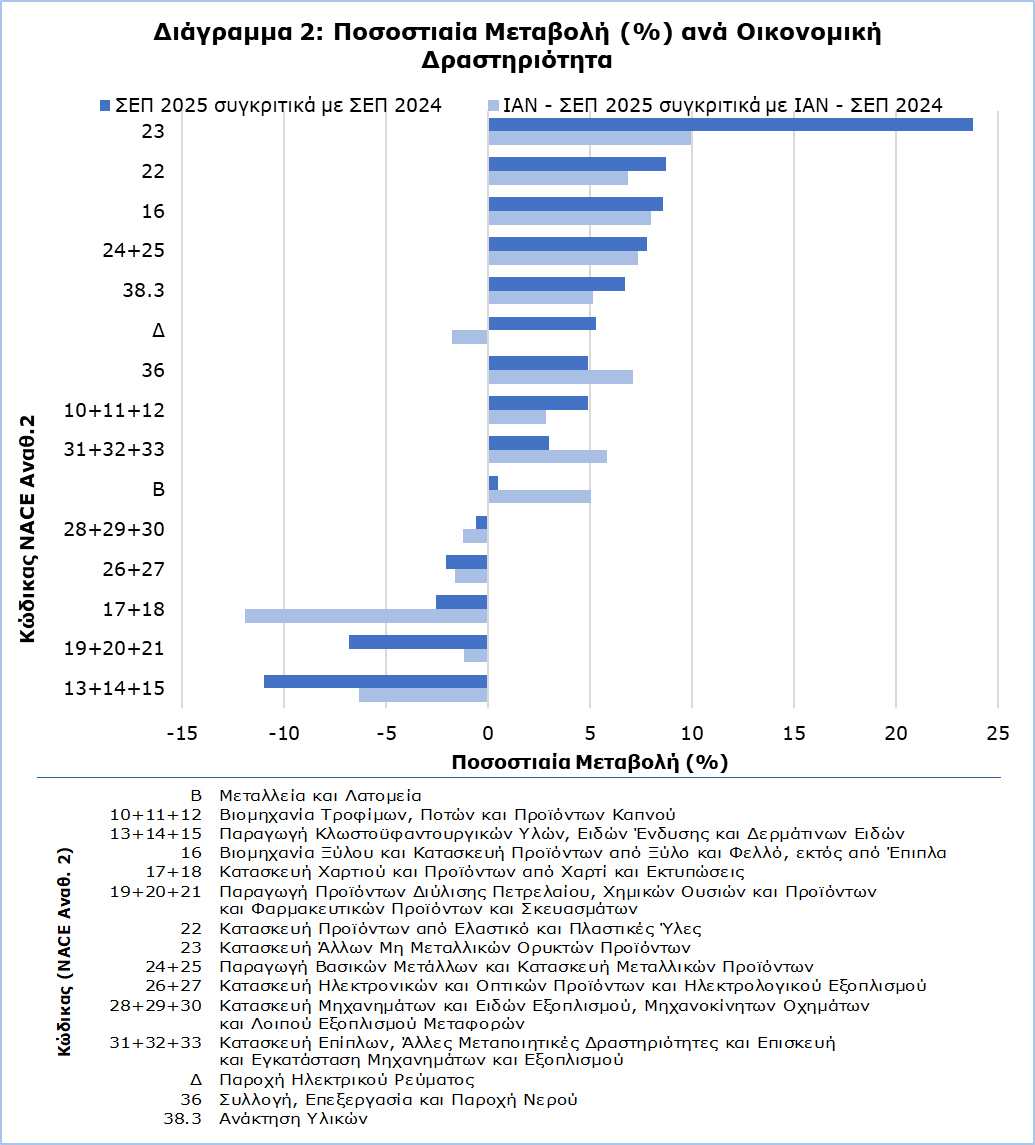 Διάγραμμα 2: Ποσοστιαία Μεταβολή (%) ανά Οικονομική
Δραστηριότητα
ΣΕΠ 2025 συγκριτικά με ΣΕΠ 2024
ΙΑΝ - ΣΕΠ 2025 συγκριτικά με ΙΑΝ - ΣΕΠ 2024
Κώδικας NACE Αναθ.2
23
22
16
24+25
38.3
Δ
36
10+11+12
31+32+33
Β
28+29+30
26+27
17+18
19+20+21
13+14+15
-15 -10 -5 0 5 10 15 20 25
Ποσοστιαία Μεταβολή (%)
Κώδικας (NACE Αναθ. 2)
Β Μεταλλεία και Λατομεία
10+11+12 Βιομηχανία Τροφίμων, Ποτών και Προϊόντων Καπνού
13+14+15 Παραγωγή Κλωστοϋφαντουργικών Υλών, Ειδών Ένδυσης και Δερμάτινων Ειδών
16 Βιομηχανία Ξύλου και Κατασκευή Προϊόντων από Ξύλο και Φελλό, εκτός από Έπιπλα
17+18 Κατασκευή Χαρτιού και Προϊόντων από Χαρτί και Εκτυπώσεις
19+20+21 Παραγωγή Προϊόντων Διύλισης Πετρελαίου, Χημικών Ουσιών και Προϊόντων
και Φαρμακευτικών Προϊόντων και Σκευασμάτων
22 Κατασκευή Προϊόντων από Ελαστικό και Πλαστικές Ύλες
23 Κατασκευή Άλλων Μη Μεταλλικών Ορυκτών Προϊόντων
24+25 Παραγωγή Βασικών Μετάλλων και Κατασκευή Μεταλλικών Προϊόντων
26+27 Κατασκευή Ηλεκτρονικών και Οπτικών Προϊόντων και Ηλεκτρολογικού Εξοπλισμού
28+29+30 Κατασκευή Μηχανημάτων και Ειδών Εξοπλισμού, Μηχανοκίνητων Οχημάτων
και Λοιπού Εξοπλισμού Μεταφορών
31+32+33 Κατασκευή Επίπλων, Άλλες Μεταποιητικές Δραστηριότητες και Επισκευή
και Εγκατάσταση Μηχανημάτων και Εξοπλισμού
Δ Παροχή Ηλεκτρικού Ρεύματος
36 Συλλογή, Επεξεργασία και Παροχή Νερού
38.3 Ανάκτηση Υλικών